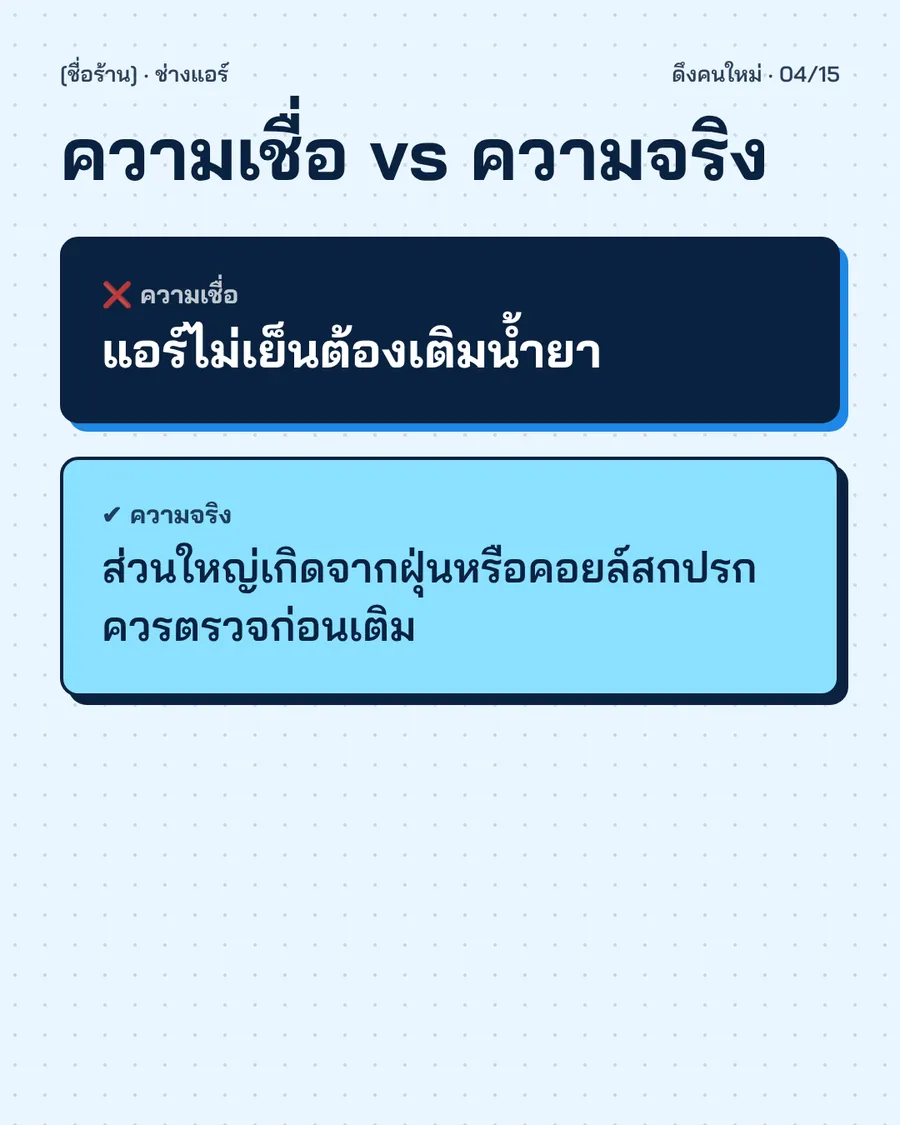 [ชื่อร้าน] · ช่างแอร์
ดึงคนใหม่ · 04/15
ความเชื่อ vs ความจริง
❌ ความเชื่อ
แอร์ไม่เย็นต้องเติมน้ำยา
✔ ความจริง
ส่วนใหญ่เกิดจากฝุ่นหรือคอยล์สกปรก
ควรตรวจก่อนเติม